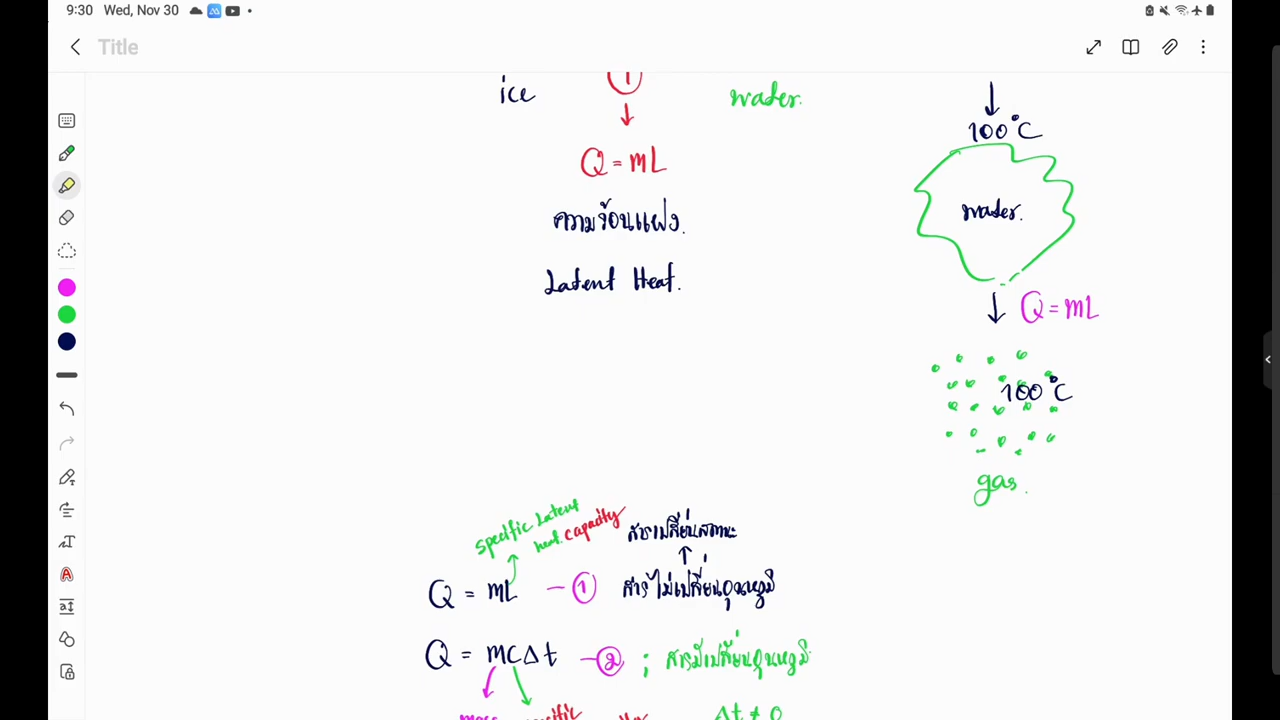 9:30 Wed, Nov 30
Title
ice
1
water.
Q = mL
ความร้อนแฝง.
Latent Heat.
100°C
water.
Q = mL
100°C
gas.
specific Latent
heat. capacity
สารเปลี่ยนสถานะ
Q = mL — ① สารไม่เปลี่ยนอุณหภูมิ
Q = mcΔt — ② ; สารมีเปลี่ยนอุณหภูมิ
mass
Δt ≠ 0